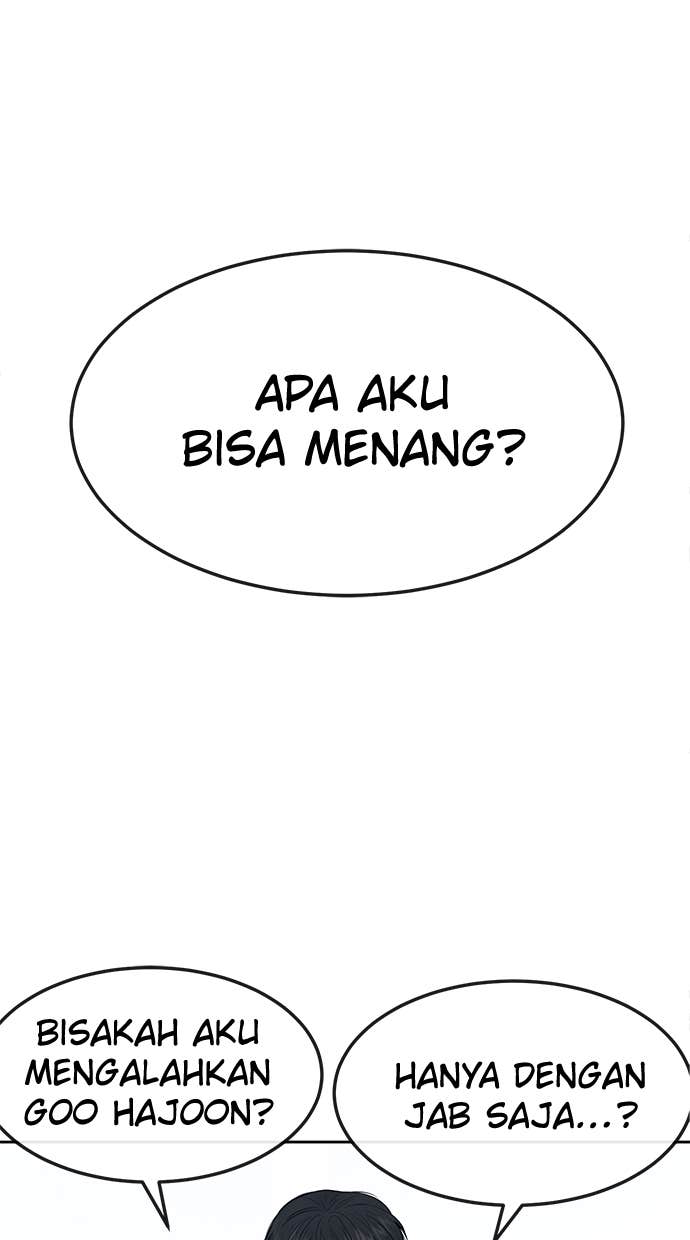 APA AKU
BISA MENANG?
BISAKAH AKU
MENGALAHKAN
GOO HAJOON?
HANYA DENGAN
JAB SAJA...?